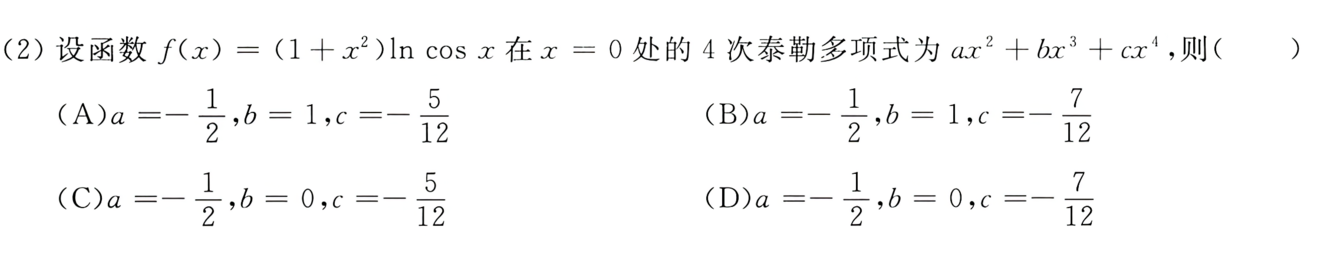 (2) 设函数 f(x) = (1+x²)ln cos x 在 x = 0 处的 4 次泰勒多项式为 ax² + bx³ + cx⁴,则(　　)
(A)a =-1/2,b = 1,c =-5/12 (B)a =-1/2,b = 1,c =-7/12
(C)a =-1/2,b = 0,c =-5/12 (D)a =-1/2,b = 0,c =-7/12